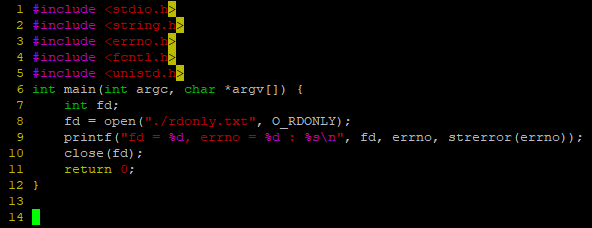 1 #include <stdio.h>
2 #include <string.h>
3 #include <errno.h>
4 #include <fcntl.h>
5 #include <unistd.h>
6 int main(int argc, char *argv[]) {
7     int fd;
8     fd = open("./rdonly.txt", O_RDONLY);
9     printf("fd = %d, errno = %d : %s\n", fd, errno, strerror(errno));
10     close(fd);
11     return 0;
12 }
13
14